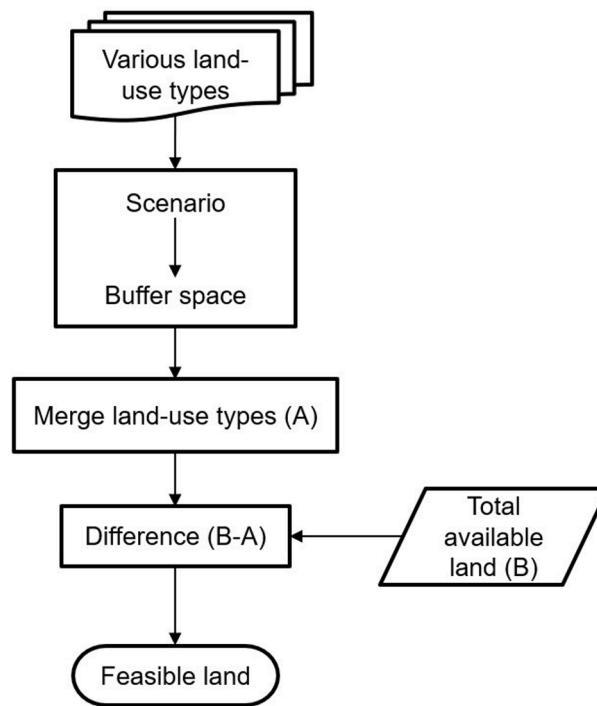 Various land-
use types
Scenario
Buffer space
Merge land-use types (A)
Difference (B-A)
Total
available
land (B)
Feasible land